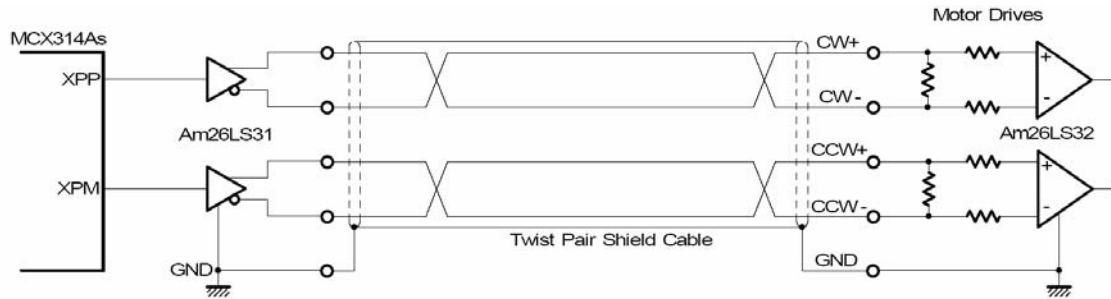 Motor Drives
MCX314As
CW+
XPP
+
-
CW-
Am26LS31
Am26LS32
CCW+
XPM
+
-
CCW-
Twist Pair Shield Cable
GND
GND